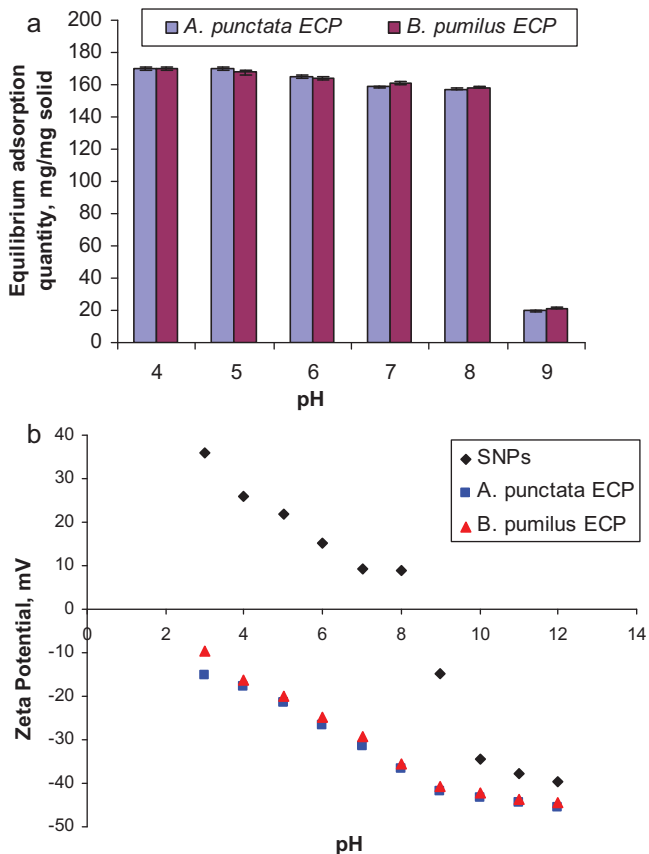 a
A. punctata ECP
B. pumilus ECP
Equilibrium adsorption
quantity, mg/mg solid
200
180
160
140
120
100
80
60
40
20
0
4 5 6 7 8 9
pH
b
SNPs
A. punctata ECP
B. pumilus ECP
Zeta Potential, mV
40
30
20
10
0
-10
-20
-30
-40
-50
0 2 4 6 8 10 12 14
pH